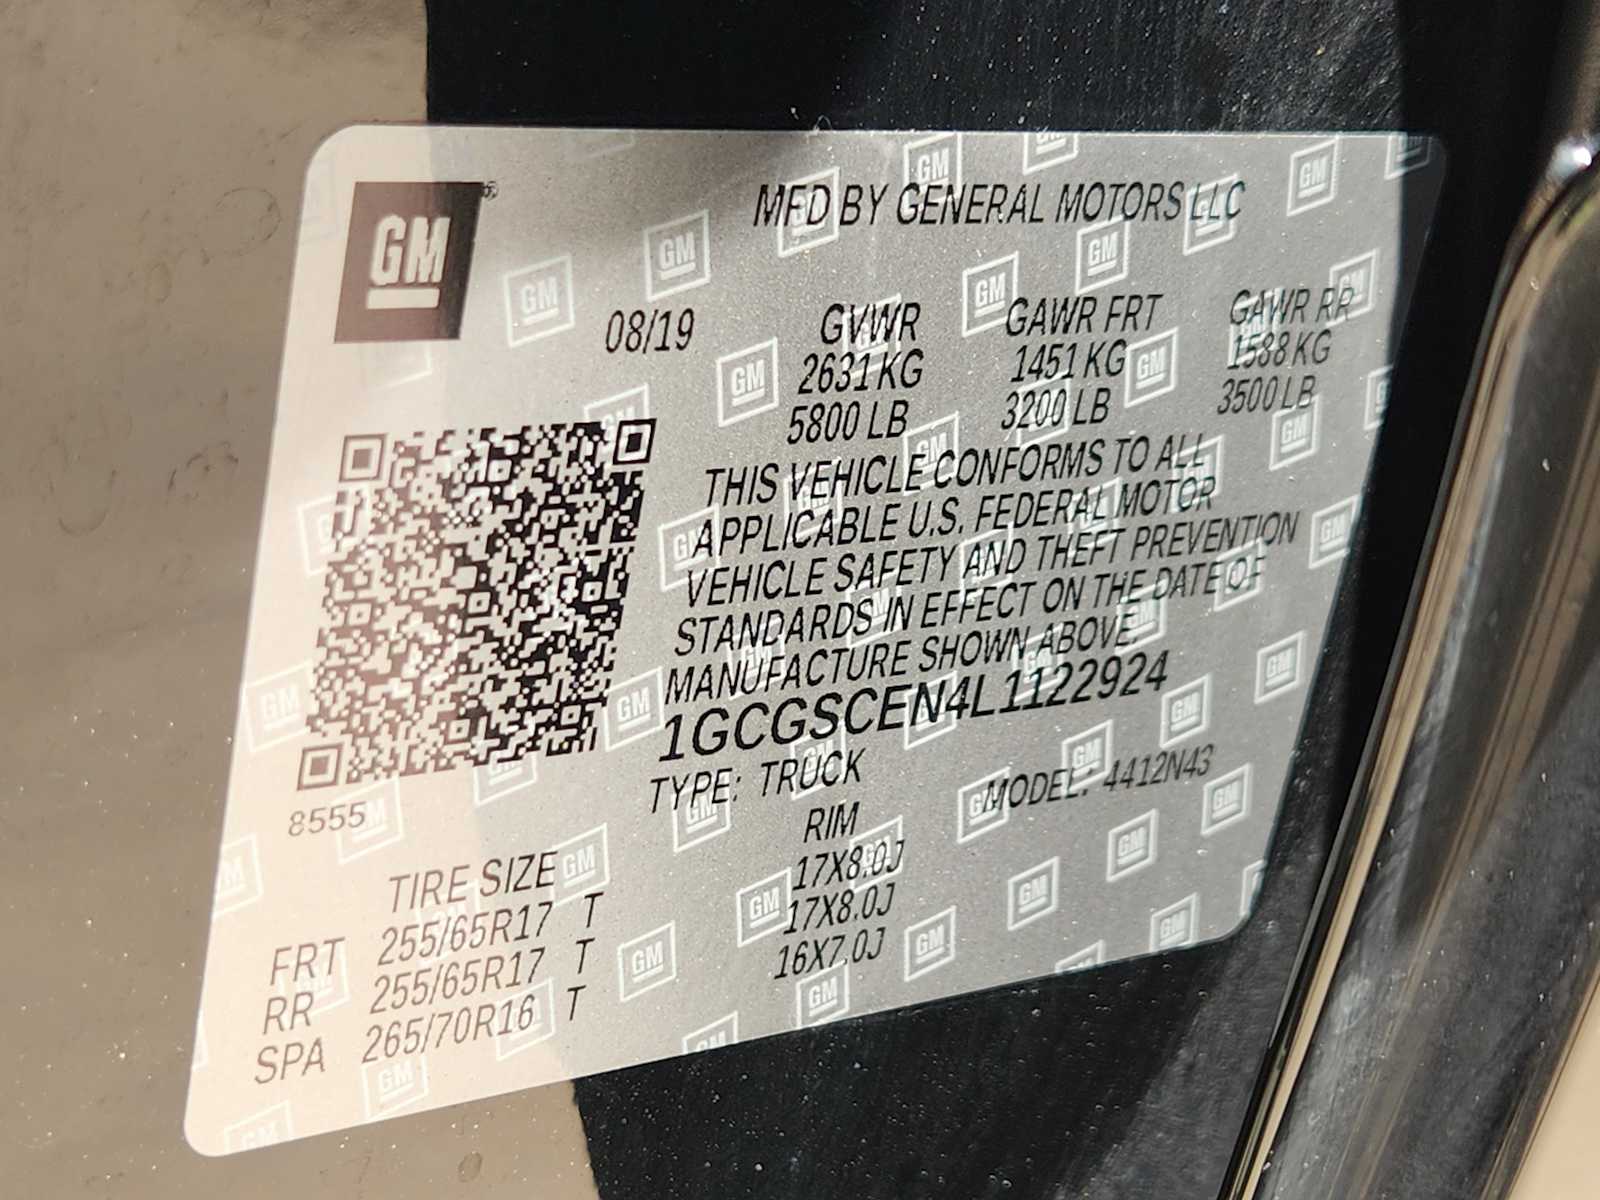 GM
MFD BY GENERAL MOTORS LLC
08/19 GVWR GAWR FRT GAWR RR
2631 KG 1451 KG 1588 KG
5800 LB 3200 LB 3500 LB
THIS VEHICLE CONFORMS TO ALL
APPLICABLE U.S. FEDERAL MOTOR
VEHICLE SAFETY AND THEFT PREVENTION
STANDARDS IN EFFECT ON THE DATE OF
MANUFACTURE SHOWN ABOVE.
1GCGSCEN4L1122924
TYPE: TRUCK MODEL: 4412N43
8555
TIRE SIZE RIM
FRT 255/65R17 T 17X8.0J
RR 255/65R17 T 17X8.0J
SPA 265/70R16 T 16X7.0J